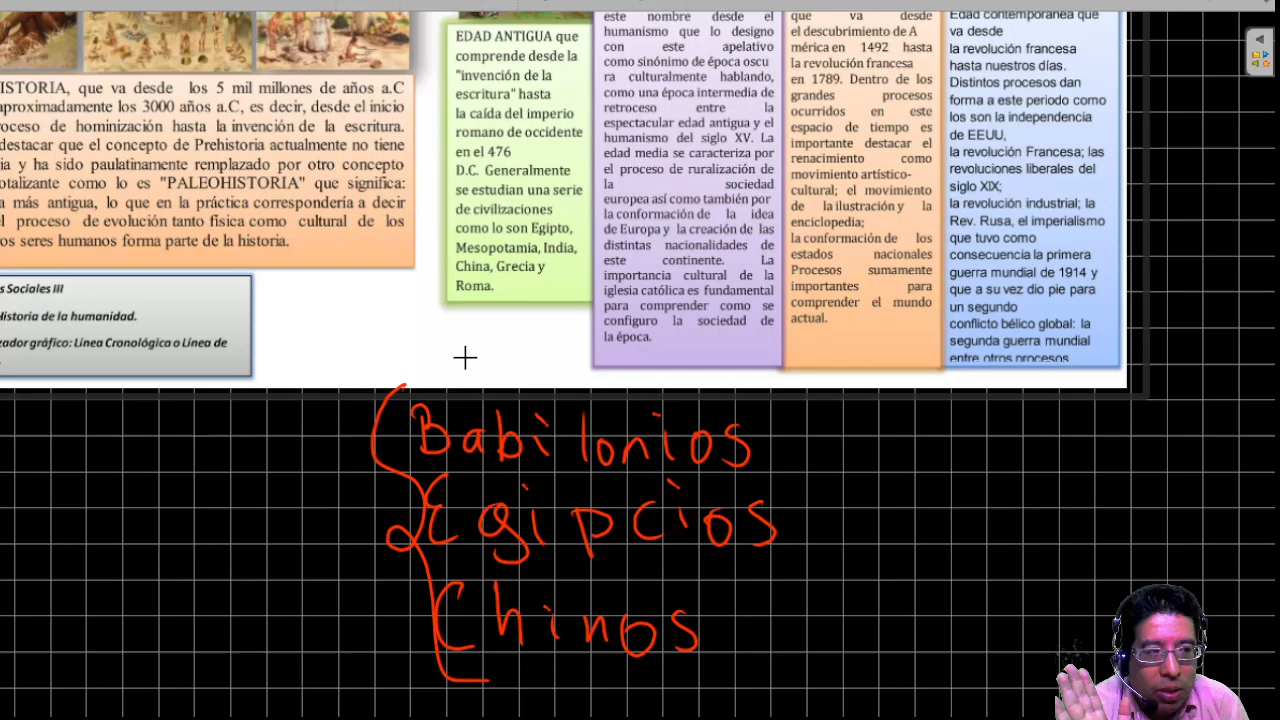 ISTORIA, que va desde los 5 mil millones de años a.C
aproximadamente los 3000 años a.C, es decir, desde el inicio
roceso de hominización hasta la invención de la escritura.
destacar que el concepto de Prehistoria actualmente no tiene
ia y ha sido paulatinamente remplazado por otro concepto
otalizante como lo es "PALEOHISTORIA" que significa:
a más antigua, lo que en la práctica correspondería a decir
el proceso de evolución tanto física como cultural de los
ros seres humanos forma parte de la historia.
s Sociales III
Historia de la humanidad.
zador gráfico: Línea Cronológica o Línea de
EDAD ANTIGUA que
comprende desde la
"invención de la
escritura" hasta
la caída del imperio
romano de occidente
en el 476
D.C. Generalmente
se estudian una serie
de civilizaciones
como lo son Egipto,
Mesopotamia, India,
China, Grecia y
Roma.
este nombre desde el
humanismo que lo designo
con este apelativo
como sinónimo de época oscu
ra culturalmente hablando,
como una época intermedia de
retroceso entre la
espectacular edad antigua y el
humanismo del siglo XV. La
edad media se caracteriza por
el proceso de ruralización de
la sociedad
europea así como también por
la conformación de la idea
de Europa y la creación de las
distintas nacionalidades de
este continente. La
importancia cultural de la
iglesia católica es fundamental
para comprender como se
configuro la sociedad de
la época.
que va desde
el descubrimiento de A
mérica en 1492 hasta
la revolución francesa
en 1789. Dentro de los
grandes procesos
ocurridos en este
espacio de tiempo es
importante destacar el
renacimiento como
movimiento artístico-
cultural; el movimiento
de la ilustración y la
enciclopedia;
la conformación de los
estados nacionales
Procesos sumamente
importantes para
comprender el mundo
actual.
Edad contemporánea que
va desde
la revolución francesa
hasta nuestros días.
Distintos procesos dan
forma a este periodo como
los son la independencia
de EEUU,
la revolución Francesa; las
revoluciones liberales del
siglo XIX;
la revolución industrial; la
Rev. Rusa, el imperialismo
que tuvo como
consecuencia la primera
guerra mundial de 1914 y
que a su vez dio pie para
un segundo
conflicto bélico global: la
segunda guerra mundial
entre otros procesos
Babilonios
Egipcios
Chinos